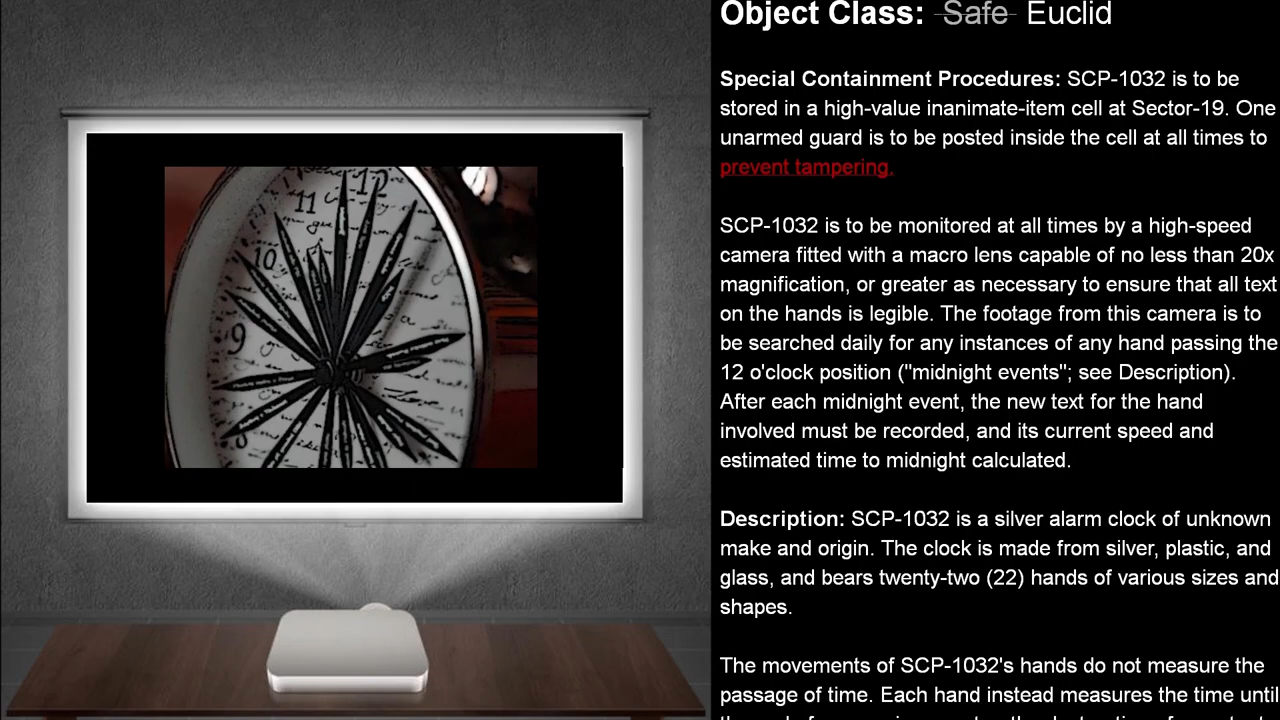 Object Class: Safe Euclid
Special Containment Procedures: SCP-1032 is to be
stored in a high-value inanimate-item cell at Sector-19. One
unarmed guard is to be posted inside the cell at all times to
prevent tampering.
SCP-1032 is to be monitored at all times by a high-speed
camera fitted with a macro lens capable of no less than 20x
magnification, or greater as necessary to ensure that all text
on the hands is legible. The footage from this camera is to
be searched daily for any instances of any hand passing the
12 o'clock position ("midnight events"; see Description).
After each midnight event, the new text for the hand
involved must be recorded, and its current speed and
estimated time to midnight calculated.
Description: SCP-1032 is a silver alarm clock of unknown
make and origin. The clock is made from silver, plastic, and
glass, and bears twenty-two (22) hands of various sizes and
shapes.
The movements of SCP-1032's hands do not measure the
passage of time. Each hand instead measures the time until
12
11
10
9